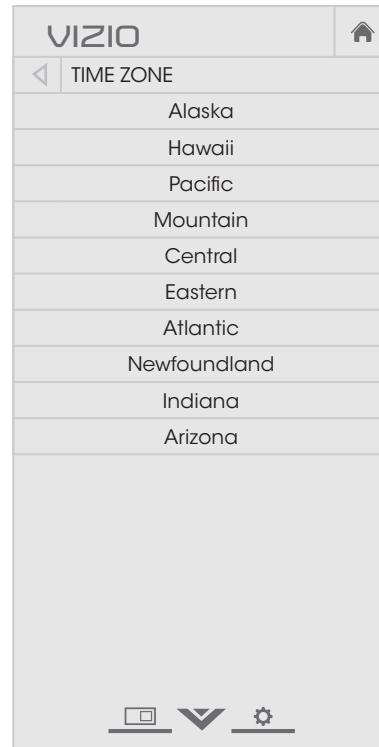 VIZIO
TIME ZONE
Alaska
Hawaii
Pacific
Mountain
Central
Eastern
Atlantic
Newfoundland
Indiana
Arizona